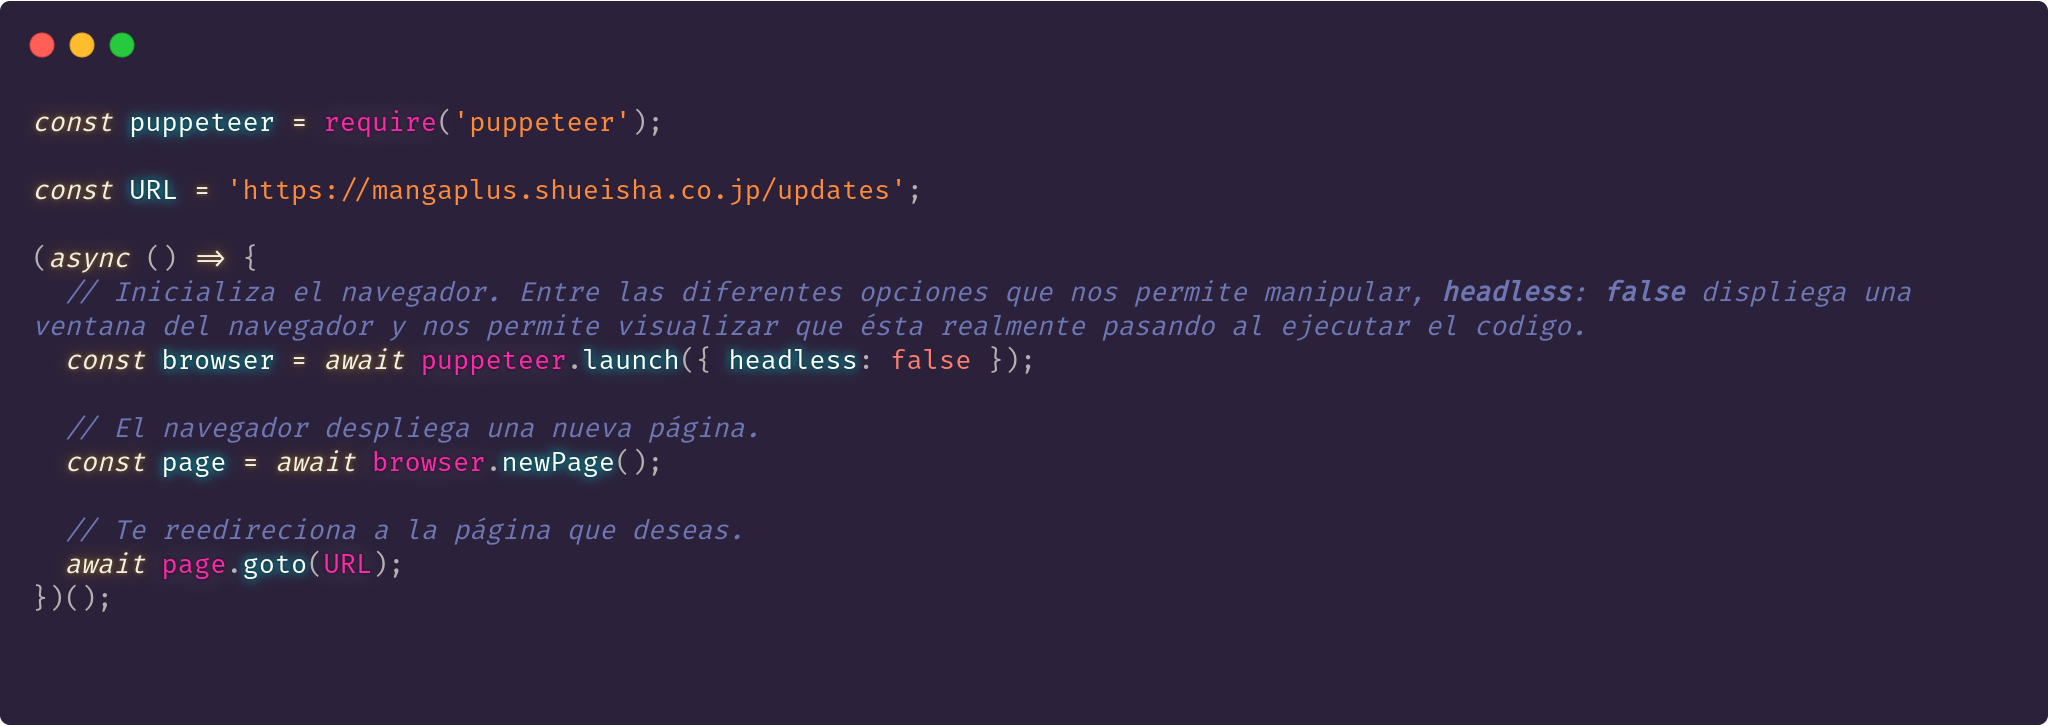 const puppeteer = require('puppeteer');
const URL = 'https://mangaplus.shueisha.co.jp/updates';
(async () => {
// Inicializa el navegador. Entre las diferentes opciones que nos permite manipular, headless: false displiega una
ventana del navegador y nos permite visualizar que ésta realmente pasando al ejecutar el codigo.
const browser = await puppeteer.launch({ headless: false });
// El navegador despliega una nueva página.
const page = await browser.newPage();
// Te reedireciona a la página que deseas.
await page.goto(URL);
})();